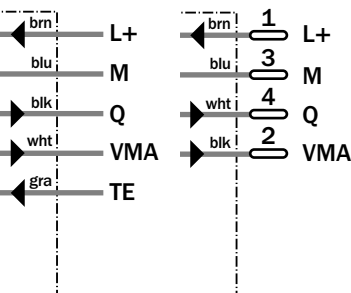 brn L+
blu M
blk Q
wht VMA
gra TE
brn 1 L+
blu 3 M
wht 4 Q
blk 2 VMA